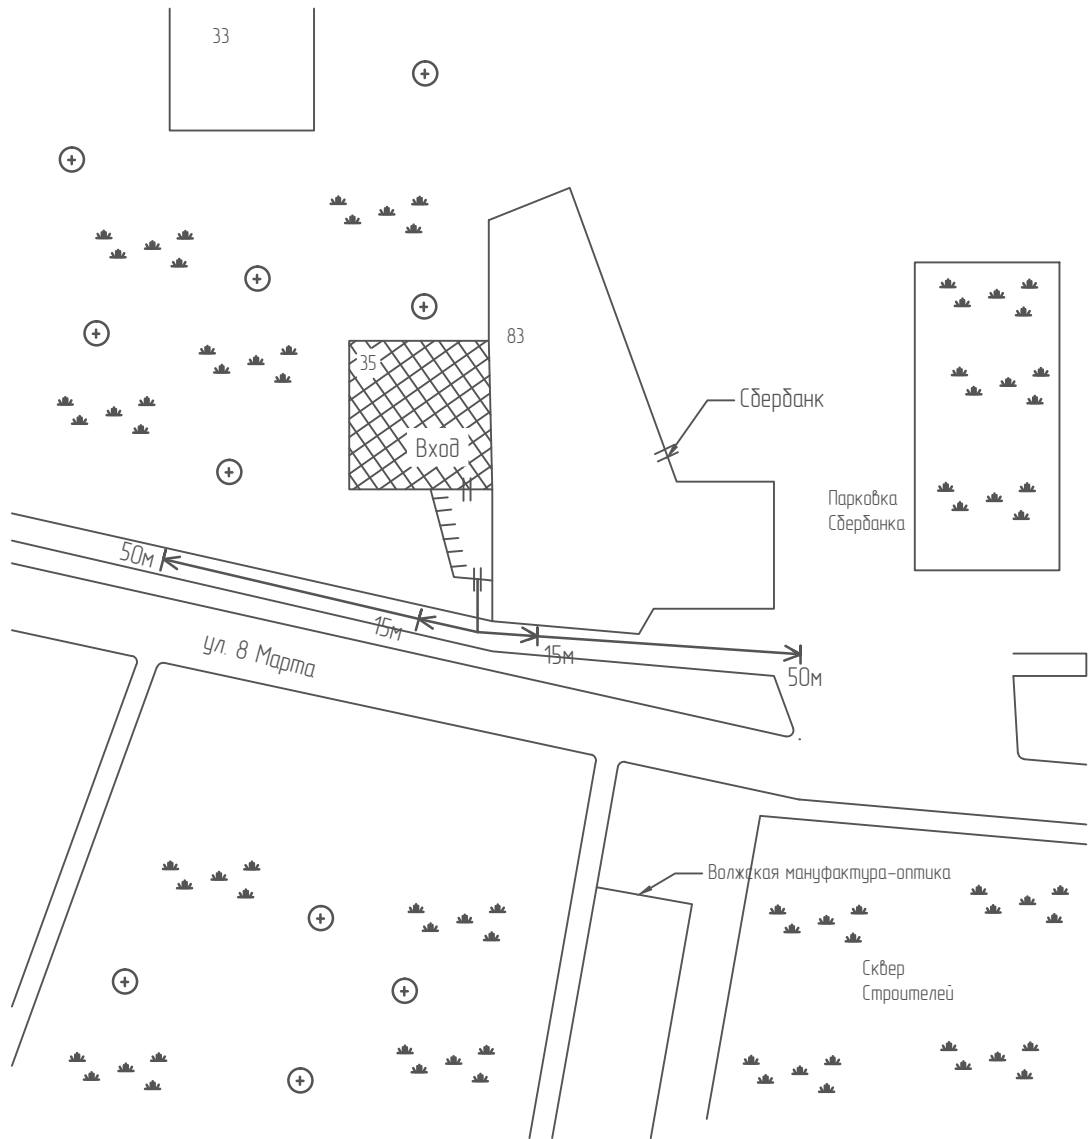 33
83
35
Сбербанк
Вход
Парковка
Сбербанка
50м
15м
15м
ул. 8 Марта
50м
Волжская мануфактура-оптика
Сквер
Строителей